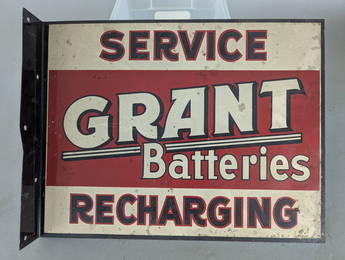 SERVICE
GRANT
Batteries
RECHARGING